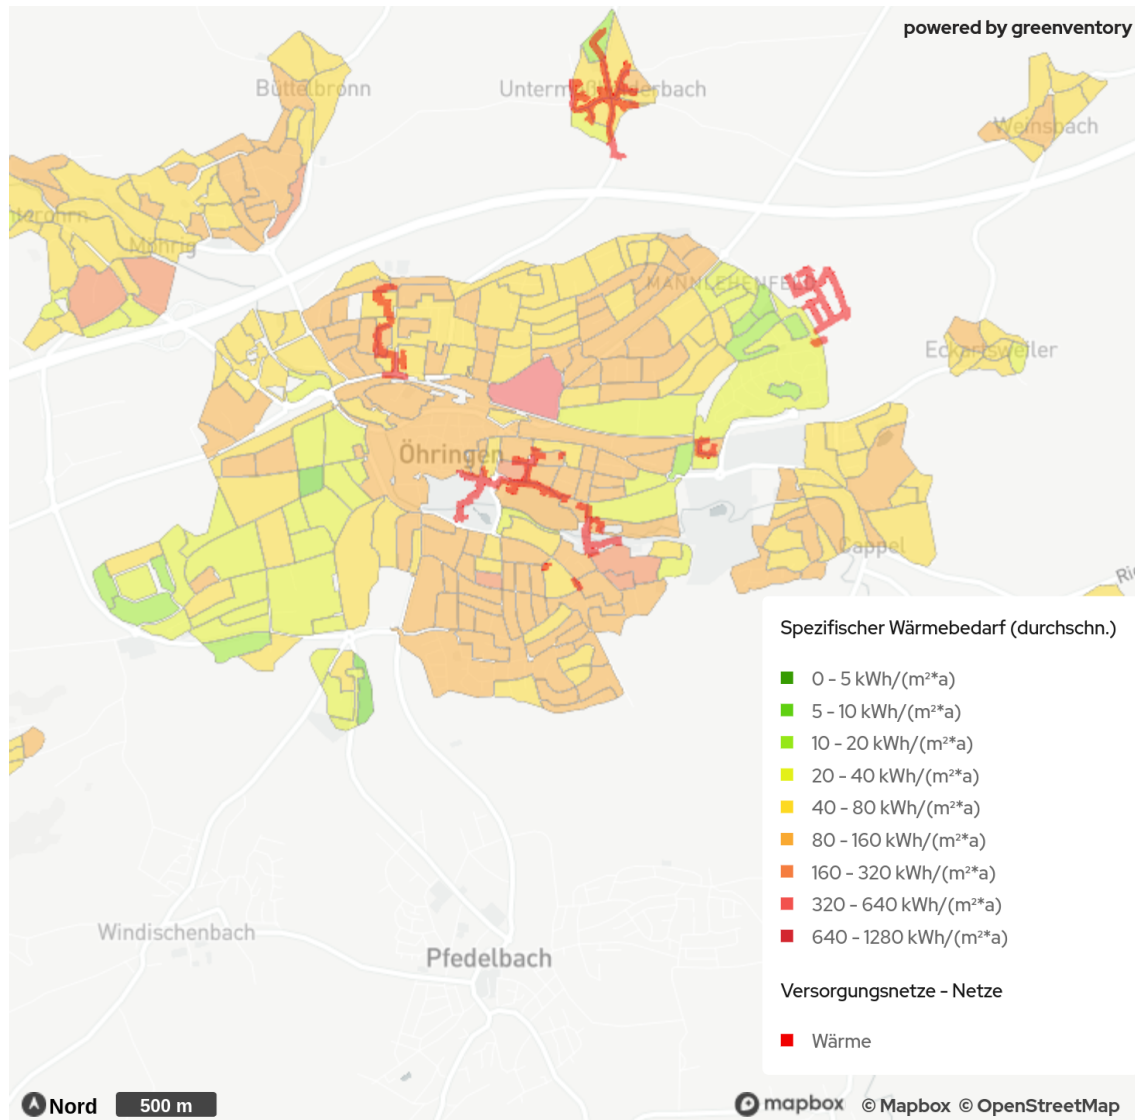 powered by greenventory
Büttelbronn
Weinsbach
Möhrig
MANNLEHENFELD
Eckartsweiler
Öhringen
Cappel
Spezifischer Wärmebedarf (durchschn.)
0 - 5 kWh/(m²*a)
5 - 10 kWh/(m²*a)
10 - 20 kWh/(m²*a)
20 - 40 kWh/(m²*a)
40 - 80 kWh/(m²*a)
80 - 160 kWh/(m²*a)
160 - 320 kWh/(m²*a)
320 - 640 kWh/(m²*a)
640 - 1280 kWh/(m²*a)
Windischenbach
Pfedelbach
Versorgungsnetze - Netze
Wärme
Nord 500 m mapbox © Mapbox © OpenStreetMap